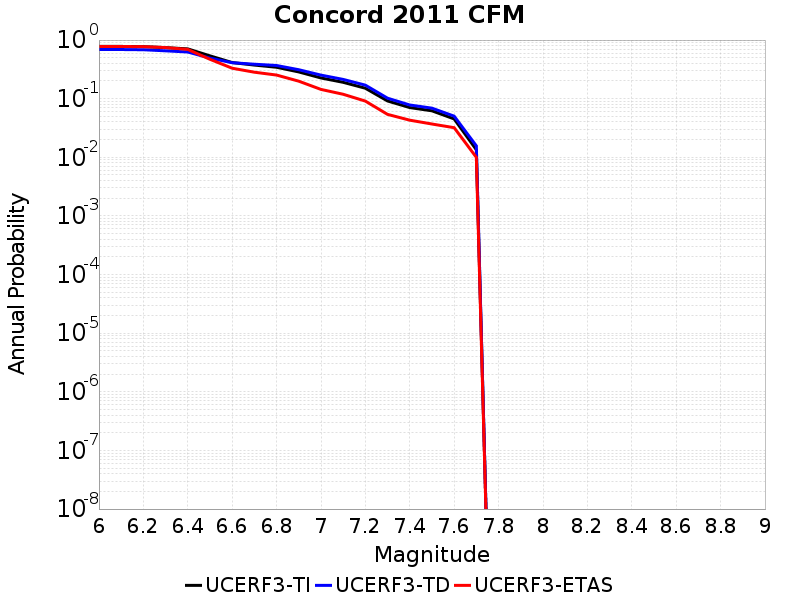 Concord 2011 CFM
Annual Probability
10^0
10^-1
10^-2
10^-3
10^-4
10^-5
10^-6
10^-7
10^-8
6 6.2 6.4 6.6 6.8 7 7.2 7.4 7.6 7.8 8 8.2 8.4 8.6 8.8 9
Magnitude
UCERF3-TI UCERF3-TD UCERF3-ETAS